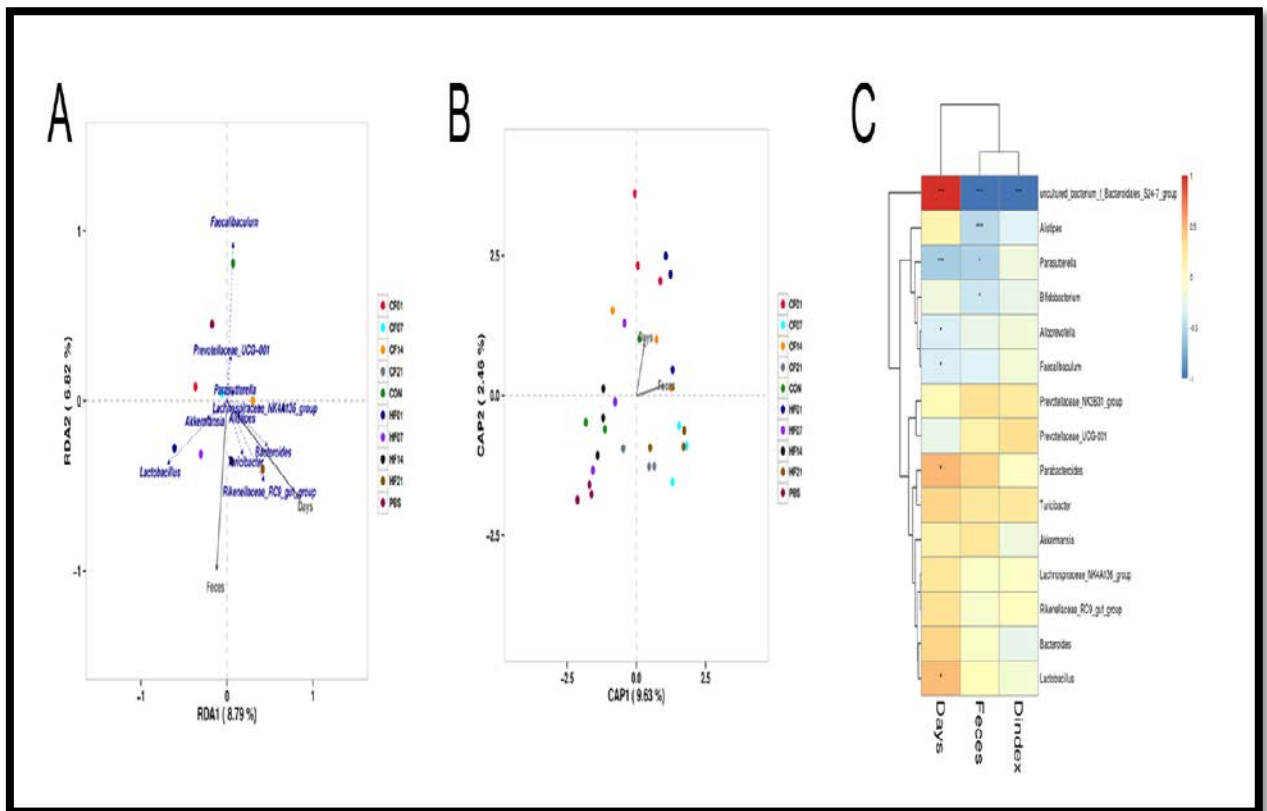 A
B
C
RDA2 ( 6.82 %)
1
0
-1
Faecalibaculum
Prevotellaceae_UCG-001
Parasutterella
Lachnospiraceae_NK4A136_group
Akkermansia
Alistipes
Bacteroides
Turicibacter
Lactobacillus
Rikenellaceae_RC9_gut_group
Days
Feces
-1
0
1
RDA1 ( 8.79 %)
CF01
CF07
CF14
CF21
CON
HF01
HF07
HF14
HF21
PBS
CAP2 ( 2.46 %)
2.5
0.0
-2.5
Days
Feces
-2.5
0.0
2.5
CAP1 ( 9.63 %)
CF01
CF07
CF14
CF21
CON
HF01
HF07
HF14
HF21
PBS
uncultured_bacterium_f_Bacteroidales_S24-7_group
Alistipes
Parasutterella
Bifidobacterium
Alloprevotella
Faecalibaculum
Prevotellaceae_NK3B31_group
Prevotellaceae_UCG-001
Parabacteroides
Turicibacter
Akkermansia
Lachnospiraceae_NK4A136_group
Rikenellaceae_RC9_gut_group
Bacteroides
Lactobacillus
Days
Feces
Dindex
1
0.5
0
-0.5
-1